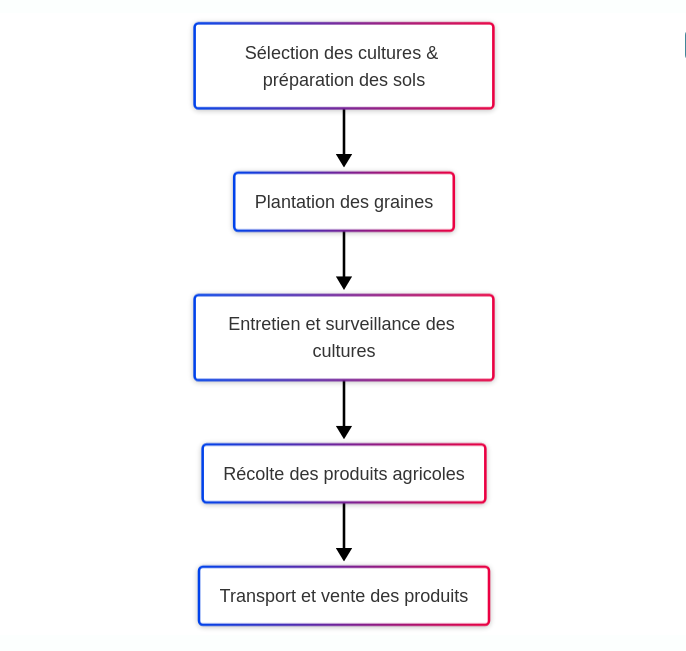 Sélection des cultures &
préparation des sols
Plantation des graines
Entretien et surveillance des
cultures
Récolte des produits agricoles
Transport et vente des produits